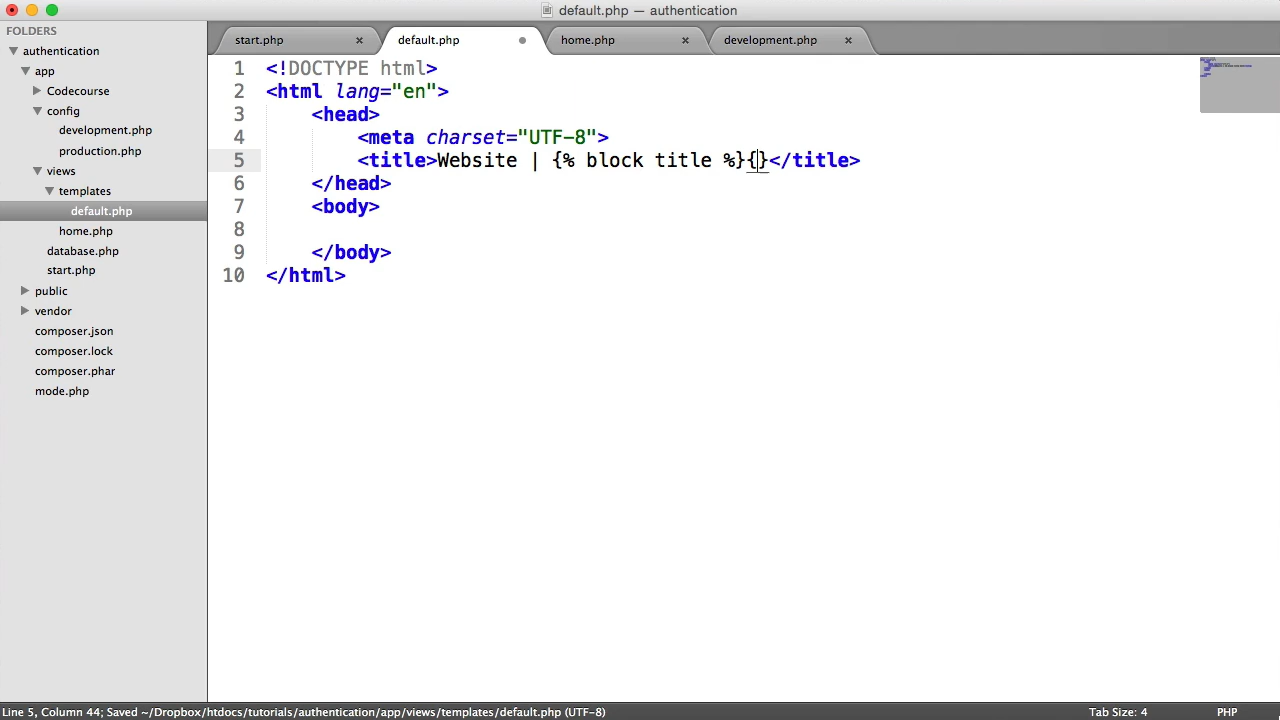 default.php — authentication
FOLDERS
authentication
app
Codecourse
config
development.php
production.php
views
templates
default.php
home.php
database.php
start.php
public
vendor
composer.json
composer.lock
composer.phar
mode.php
start.php × default.php home.php × development.php ×
1 <!DOCTYPE html>
2 <html lang="en">
3 <head>
4 <meta charset="UTF-8">
5 <title>Website | {% block title %}{}</title>
6 </head>
7 <body>
8
9 </body>
10 </html>
Line 5, Column 44; Saved ~/Dropbox/htdocs/tutorials/authentication/app/views/templates/default.php (UTF-8) Tab Size: 4 PHP